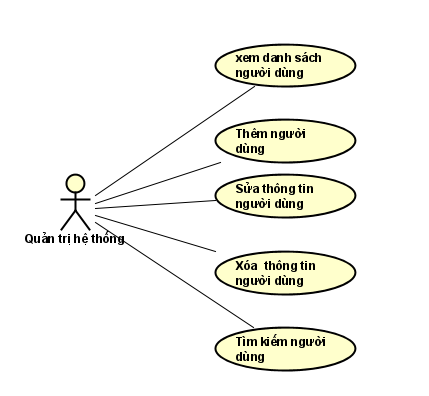 xem danh sách
người dùng
Thêm người
dùng
Sửa thông tin
người dùng
Quản trị hệ thống
Xóa  thông tin
người dùng
Tìm kiếm người
dùng